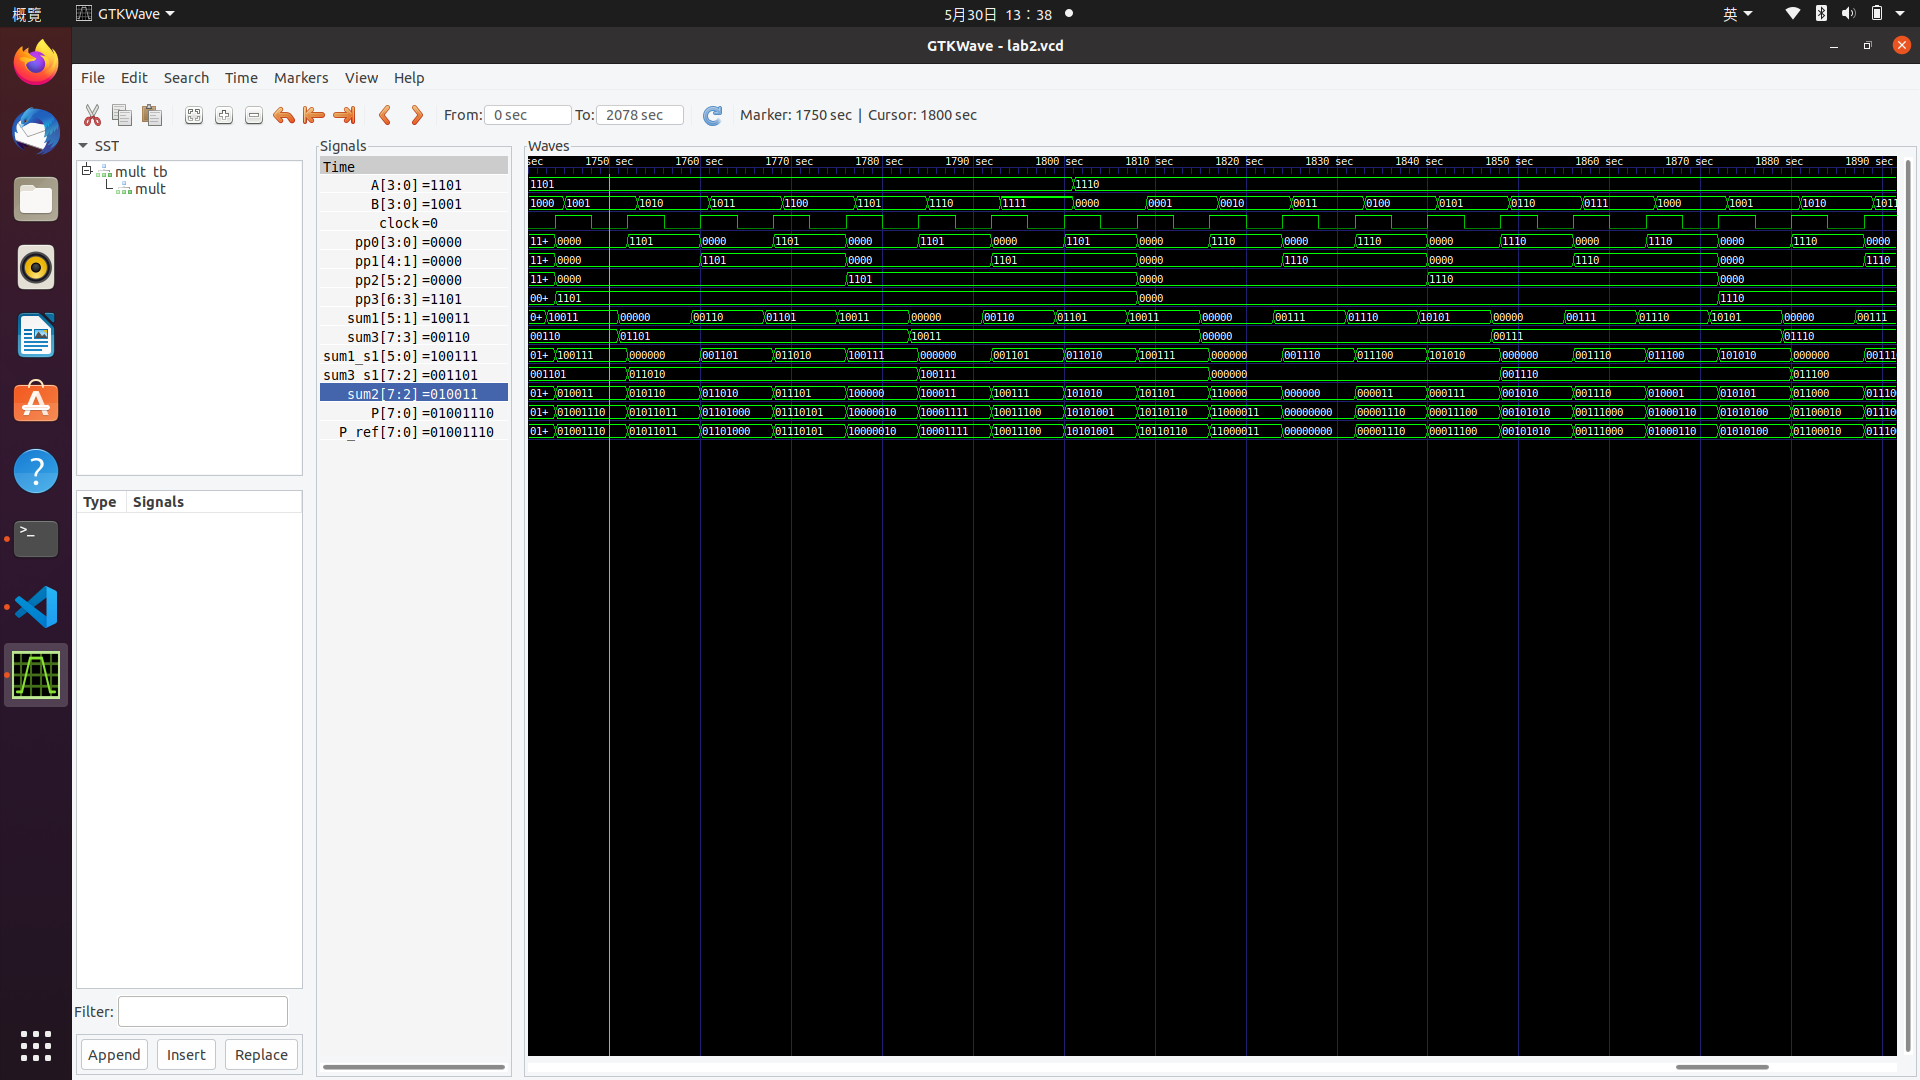 概覽 GTKWave 5月30日 13：38 英
GTKWave - lab2.vcd
File Edit Search Time Markers View Help
From: 0 sec To: 2078 sec Marker: 1750 sec | Cursor: 1800 sec
SST
mult_tb
mult
Type Signals
Filter:
Append Insert Replace
Signals
Time
A[3:0] =1101
B[3:0] =1001
clock =0
pp0[3:0] =0000
pp1[4:1] =0000
pp2[5:2] =0000
pp3[6:3] =1101
sum1[5:1] =10011
sum3[7:3] =00110
sum1_s1[5:0] =100111
sum3_s1[7:2] =001101
sum2[7:2] =010011
P[7:0] =01001110
P_ref[7:0] =01001110
Waves
sec 1750 sec 1760 sec 1770 sec 1780 sec 1790 sec 1800 sec 1810 sec 1820 sec 1830 sec 1840 sec 1850 sec 1860 sec 1870 sec 1880 sec 1890 sec
1101 1110
1000 1001 1010 1011 1100 1101 1110 1111 0000 0001 0010 0011 0100 0101 0110 0111 1000 1001 1010 1011
11+ 0000 1101 0000 1101 0000 1101 0000 1101 0000 1110 0000 1110 0000 1110 0000 1110 0000 1110 0000
11+ 0000 1101 0000 1101 0000 1110 0000 1110 0000 1110
11+ 0000 1101 0000 1110 0000
00+ 1101 0000 1110
0+ 10011 00000 00110 01101 10011 00000 00110 01101 10011 00000 00111 01110 10101 00000 00111 01110 10101 00000 00111
00110 01101 10011 00000 00111 01110
01+ 100111 000000 001101 011010 100111 000000 001101 011010 100111 000000 001110 011100 101010 000000 001110 011100 101010 000000 00111
001101 011010 100111 000000 001110 011100
01+ 010011 010110 011010 011101 100000 100011 100111 101010 101101 110000 000000 000011 000111 001010 001110 010001 010101 011000 01110
01+ 01001110 01011011 01101000 01110101 10000010 10001111 10011100 10101001 10110110 11000011 00000000 00001110 00011100 00101010 00111000 01000110 01010100 01100010 01110
01+ 01001110 01011011 01101000 01110101 10000010 10001111 10011100 10101001 10110110 11000011 00000000 00001110 00011100 00101010 00111000 01000110 01010100 01100010 01110